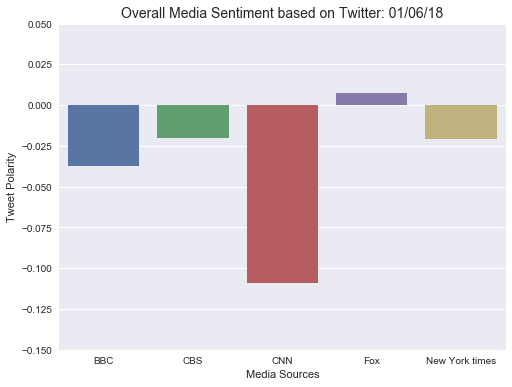 Overall Media Sentiment based on Twitter: 01/06/18
0.050
0.025
0.000
−0.025
−0.050
−0.075
−0.100
−0.125
−0.150
Tweet Polarity
BBC CBS CNN Fox New York times
Media Sources